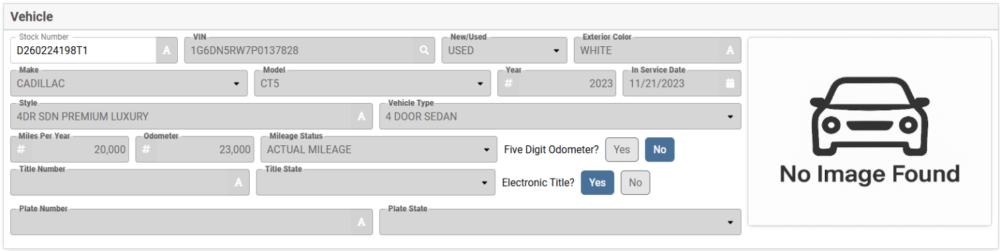 Vehicle
Stock Number VIN New/Used Exterior Color
D260224198T1 A 1G6DN5RW7P0137828 USED WHITE A
Make Model Year In Service Date
CADILLAC CT5 # 2023 11/21/2023
Style Vehicle Type
4DR SDN PREMIUM LUXURY A 4 DOOR SEDAN
Miles Per Year Odometer Mileage Status
# 20,000 # 23,000 ACTUAL MILEAGE Five Digit Odometer? Yes No
Title Number Title State
A Electronic Title? Yes No
No Image Found
Plate Number Plate State
A